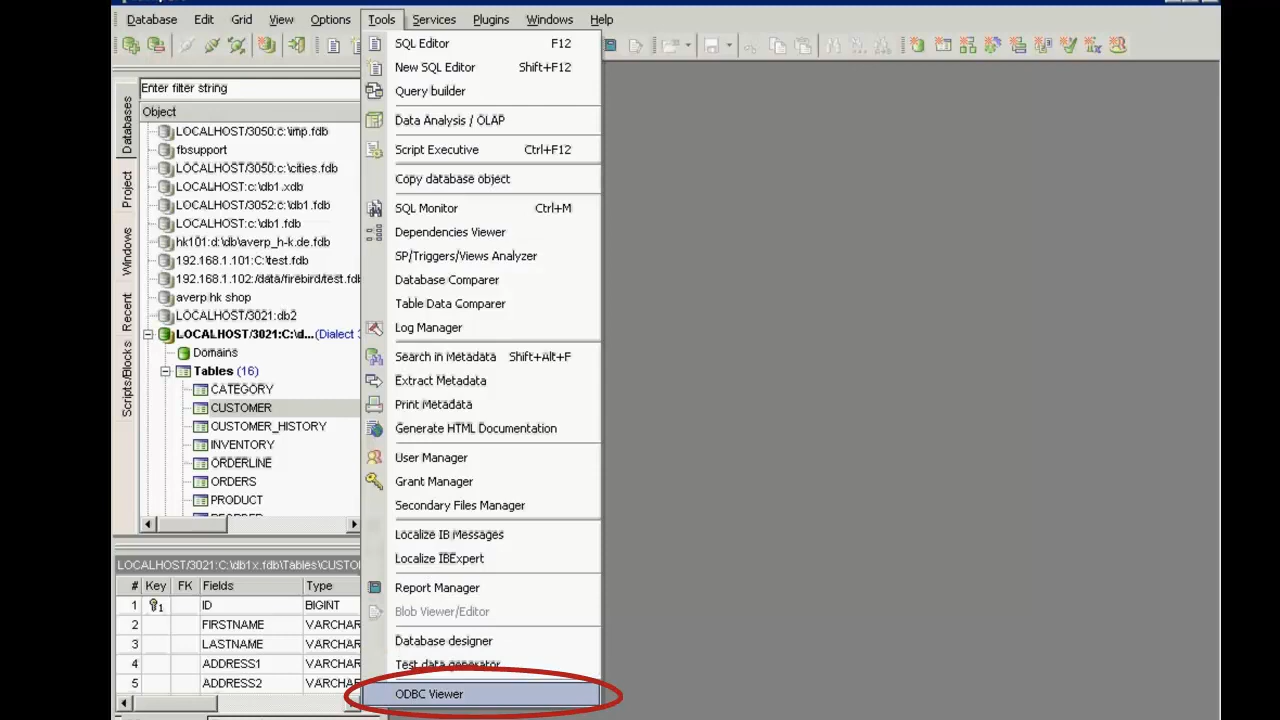 Database Edit Grid View Options Tools Services Plugins Windows Help
Enter filter string
Object
Databases
Project
Windows
Recent
Scripts/Blocks
LOCALHOST/3050:c:\imp.fdb
fbsupport
LOCALHOST/3050:c:\cities.fdb
LOCALHOST:c:\db1.xdb
LOCALHOST/3052:c:\db1.fdb
LOCALHOST:c:\db1.fdb
hk101:d:\db\averp_h-k.de.fdb
192.168.1.101:C:\test.fdb
192.168.1.102:/data/firebird/test.fdb
averp hk shop
LOCALHOST/3021:db2
LOCALHOST/3021:C:\d...(Dialect 3
Domains
Tables (16)
CATEGORY
CUSTOMER
CUSTOMER_HISTORY
INVENTORY
ORDERLINE
ORDERS
PRODUCT
SQL Editor F12
New SQL Editor Shift+F12
Query builder
Data Analysis / OLAP
Script Executive Ctrl+F12
Copy database object
SQL Monitor Ctrl+M
Dependencies Viewer
SP/Triggers/Views Analyzer
Database Comparer
Table Data Comparer
Log Manager
Search in Metadata Shift+Alt+F
Extract Metadata
Print Metadata
Generate HTML Documentation
User Manager
Grant Manager
Secondary Files Manager
Localize IB Messages
Localize IBExpert
Report Manager
Blob Viewer/Editor
Database designer
Test data generator
ODBC Viewer
LOCALHOST/3021:C:\db1x.fdb\Tables\CUSTO
# Key FK Fields Type
1 1 ID BIGINT
2 FIRSTNAME VARCHAR
3 LASTNAME VARCHAR
4 ADDRESS1 VARCHAR
5 ADDRESS2 VARCHAR